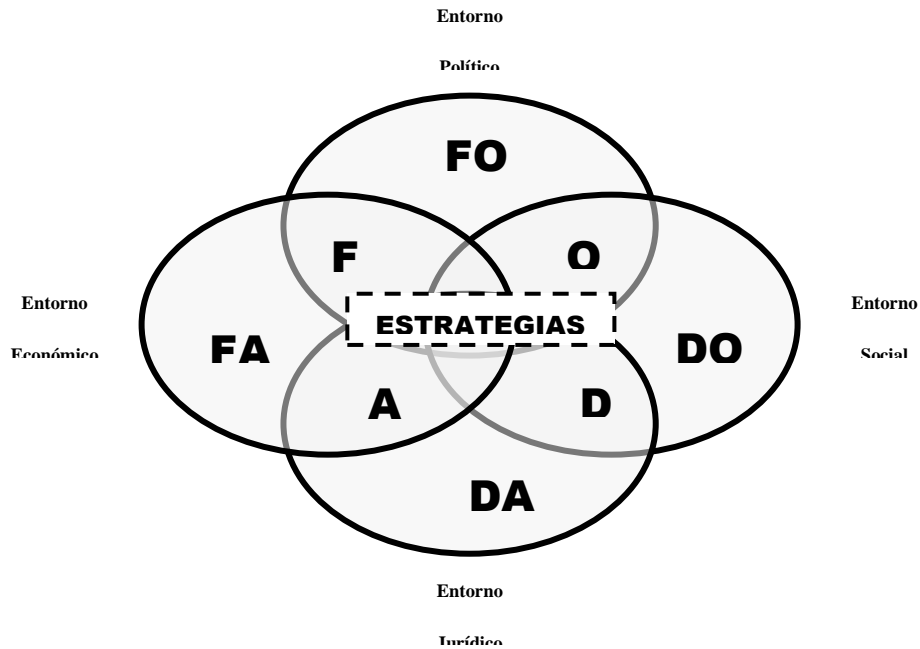 Entorno
Político
FO
F
O
Entorno
Económico
FA
ESTRATEGIAS
DO
Entorno
Social
A
D
DA
Entorno
Jurídico